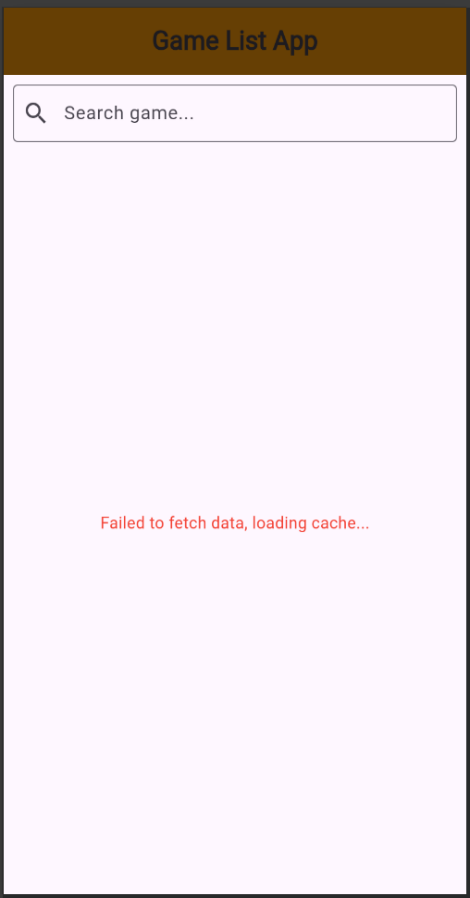 Game List App
Search game...
Failed to fetch data, loading cache...